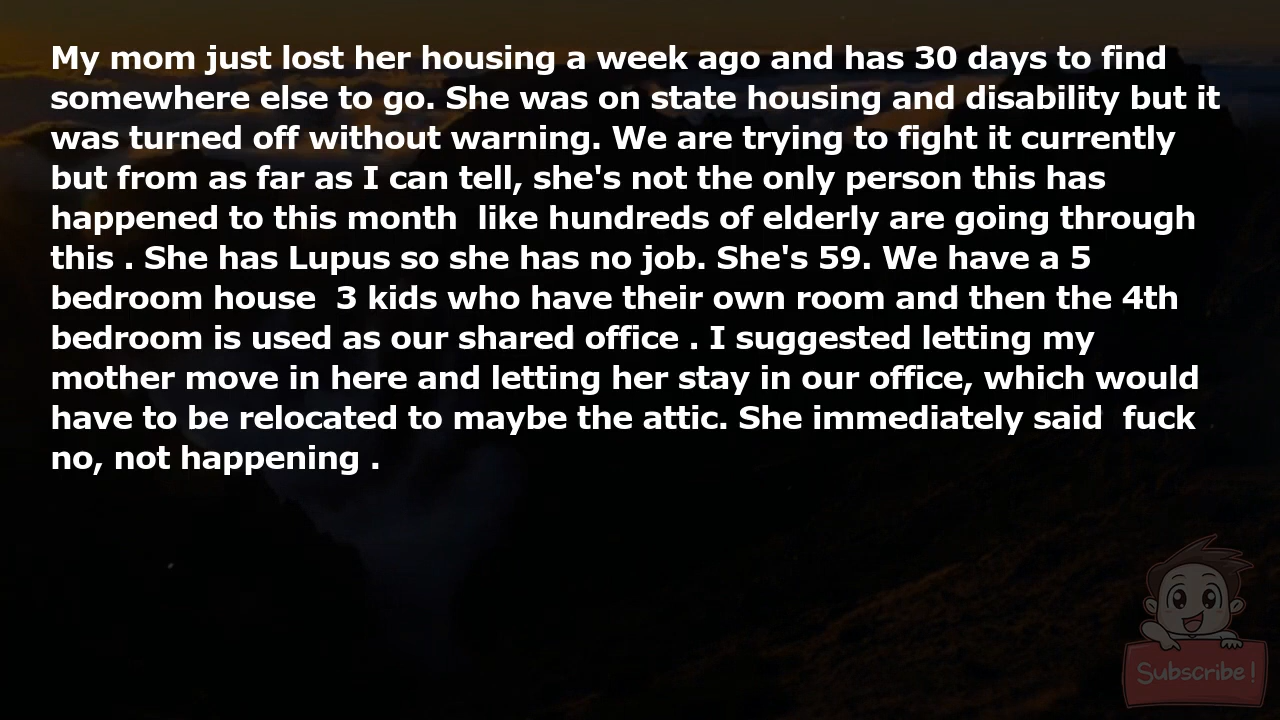 My mom just lost her housing a week ago and has 30 days to find
somewhere else to go. She was on state housing and disability but it
was turned off without warning. We are trying to fight it currently
but from as far as I can tell, she's not the only person this has
happened to this month  like hundreds of elderly are going through
this . She has Lupus so she has no job. She's 59. We have a 5
bedroom house  3 kids who have their own room and then the 4th
bedroom is used as our shared office . I suggested letting my
mother move in here and letting her stay in our office, which would
have to be relocated to maybe the attic. She immediately said  fuck
no, not happening .
Subscribe!